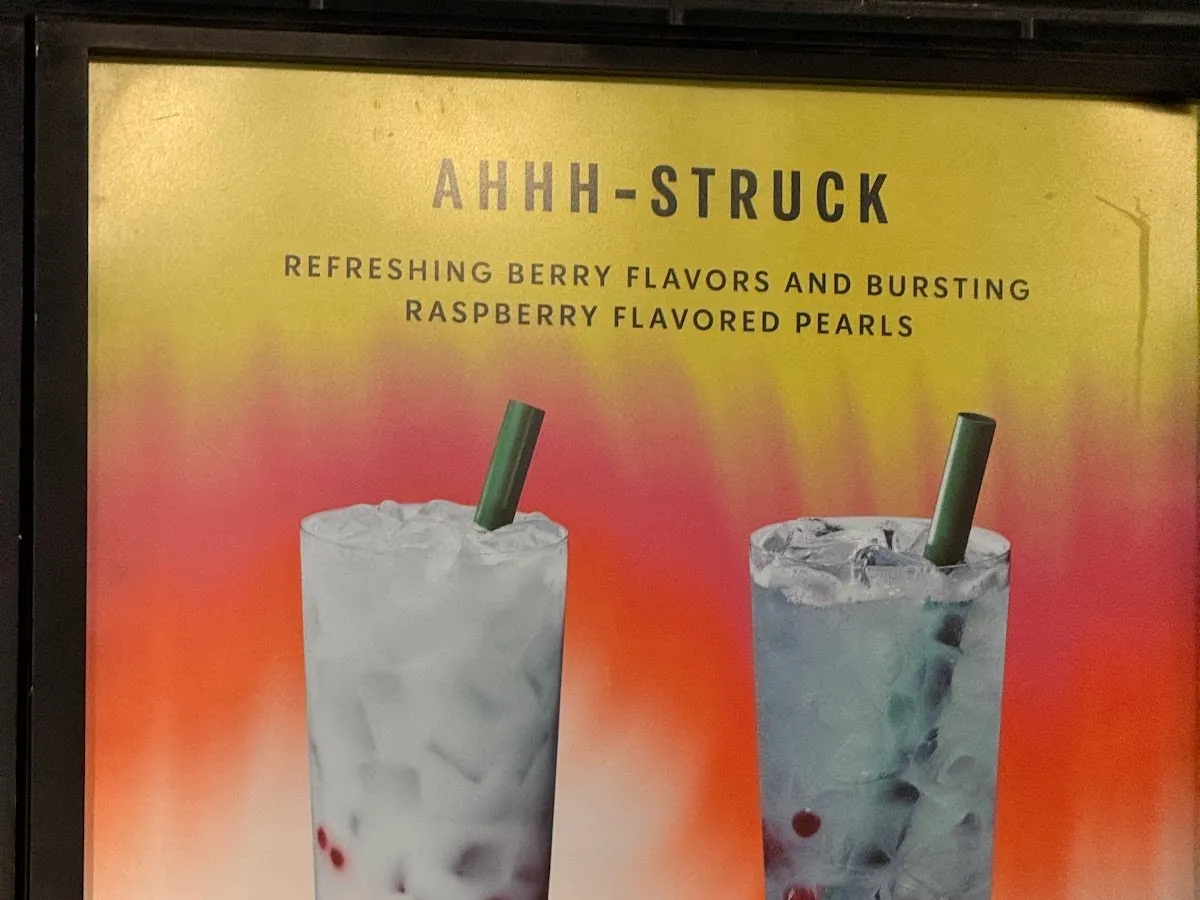 AHHH-STRUCK
REFRESHING BERRY FLAVORS AND BURSTING
RASPBERRY FLAVORED PEARLS